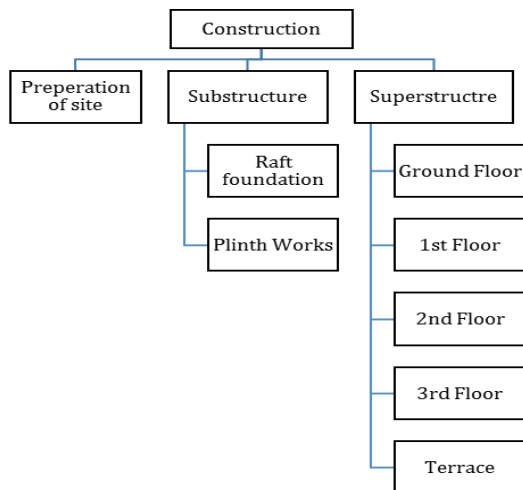 Construction
Preperation
of site
Substructure
Superstructre
Raft
foundation
Ground Floor
Plinth Works
1st Floor
2nd Floor
3rd Floor
Terrace